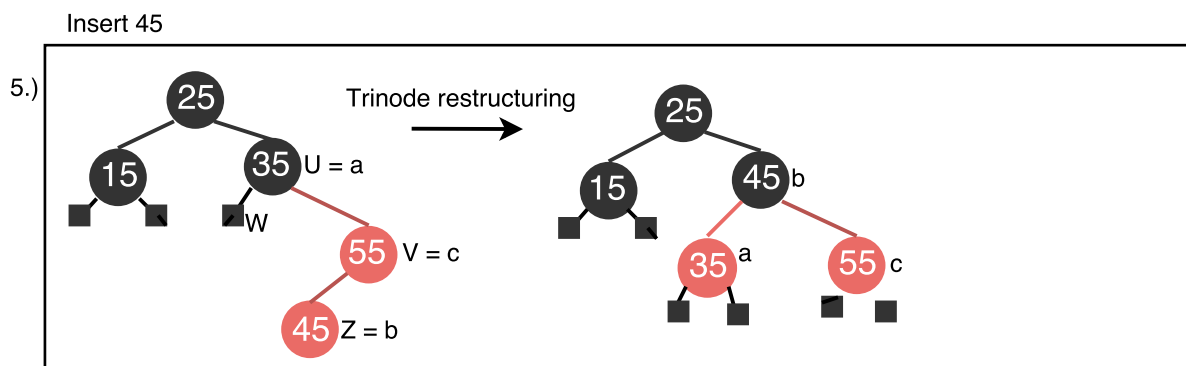 Insert 45
5.)
Trinode restructuring
25
15
35 U = a
W
55 V = c
45 Z = b
25
15
45 b
35 a
55 c